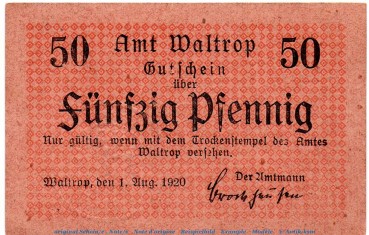 50 Amt Waltrop 50
Gutschein
über
Fünfzig Pfennig
Nur gültig, wenn mit dem Trockenstempel des Amtes
Waltrop versehen.
Der Amtmann
Waltrop, den 1. Aug. 1920
Brockhausen